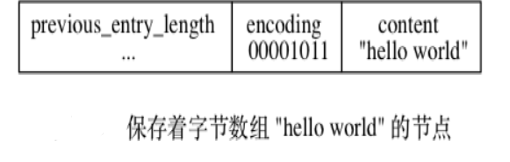 previous_entry_length encoding content
... 00001011 "hello world"
保存着字节数组 "hello world" 的节点